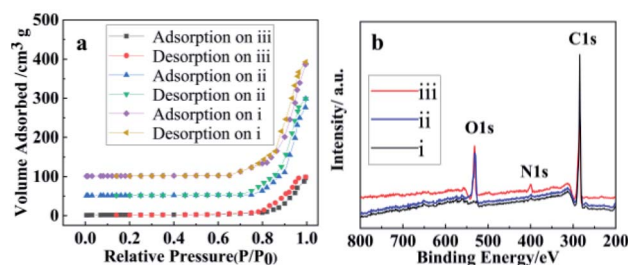 a
Volume Adsorbed /cm³ g
500
400
300
200
100
0
Adsorption on iii
Desorption on iii
Adsorption on ii
Desorption on ii
Adsorption on i
Desorption on i
0.0 0.2 0.4 0.6 0.8 1.0
Relative Pressure(P/P0)
b
Intensity/ a.u.
iii
ii
i
C1s
O1s
N1s
800 700 600 500 400 300 200
Binding Energy/eV